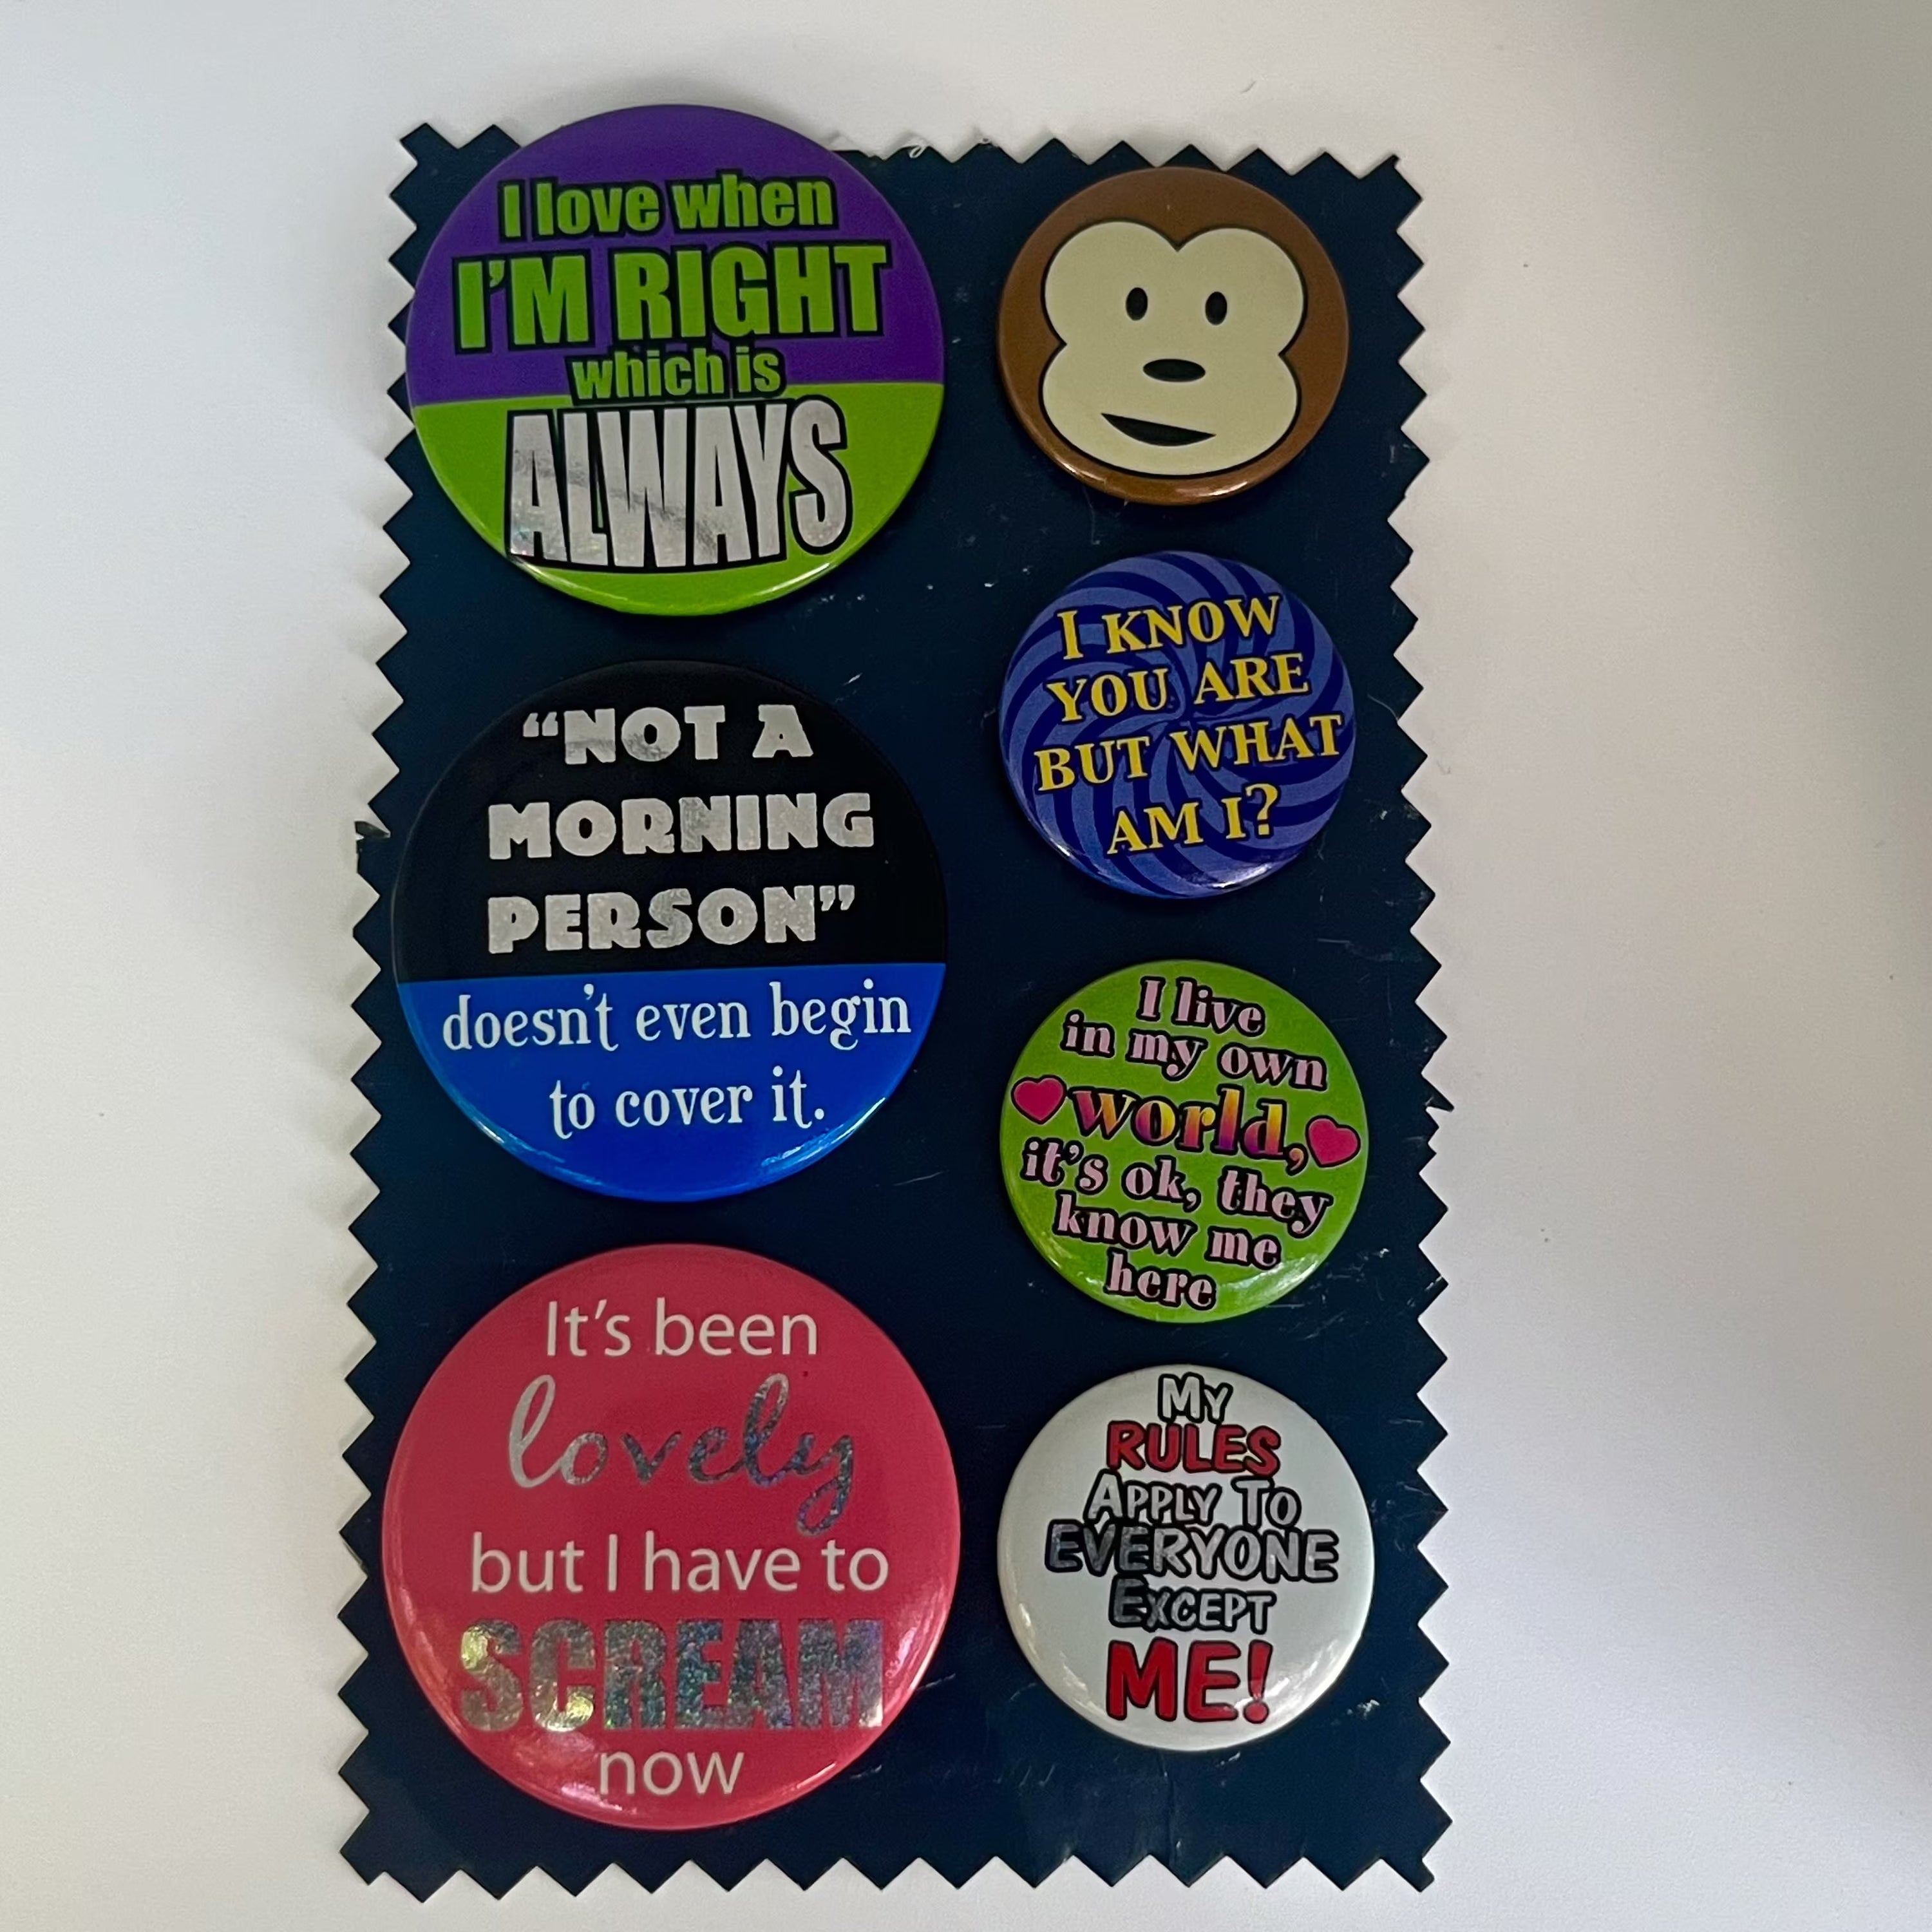 I love when
I'M RIGHT
which is
ALWAYS
"NOT A
MORNING
PERSON"
doesn't even begin
to cover it.
It's been
lovely
but I have to
SCREAM
now
I KNOW
YOU ARE
BUT WHAT
AM I?
I live
in my own
world,
it's ok, they
know me
here
MY
RULES
APPLY TO
EVERYONE
EXCEPT
ME!